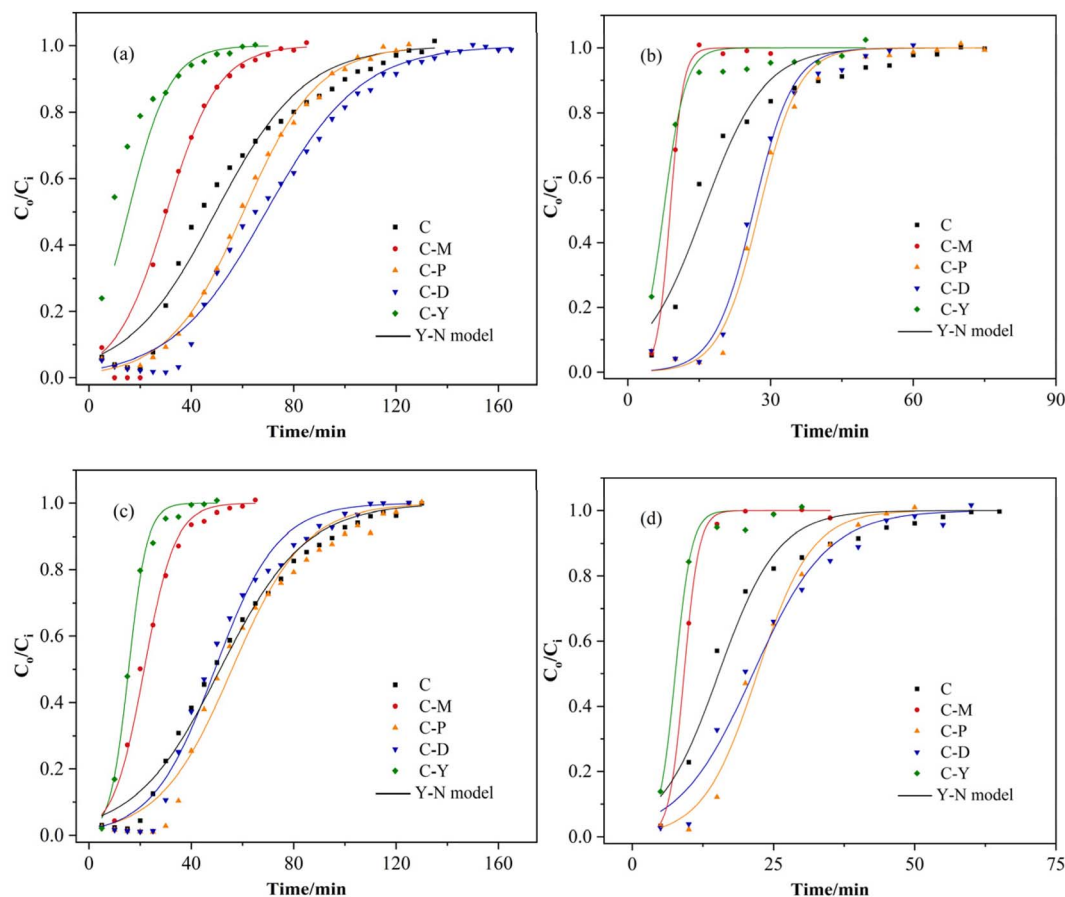 (a)
1.0
0.8
0.6
0.4
0.2
0.0
C₀/Cᵢ
C
C-M
C-P
C-D
C-Y
Y-N model
0 40 80 120 160
Time/min
(b)
1.0
0.8
0.6
0.4
0.2
0.0
C₀/Cᵢ
C
C-M
C-P
C-D
C-Y
Y-N model
0 30 60 90
Time/min
(c)
1.0
0.8
0.6
0.4
0.2
0.0
C₀/Cᵢ
C
C-M
C-P
C-D
C-Y
Y-N model
0 40 80 120 160
Time/min
(d)
1.0
0.8
0.6
0.4
0.2
0.0
C₀/Cᵢ
C
C-M
C-P
C-D
C-Y
Y-N model
0 25 50 75
Time/min